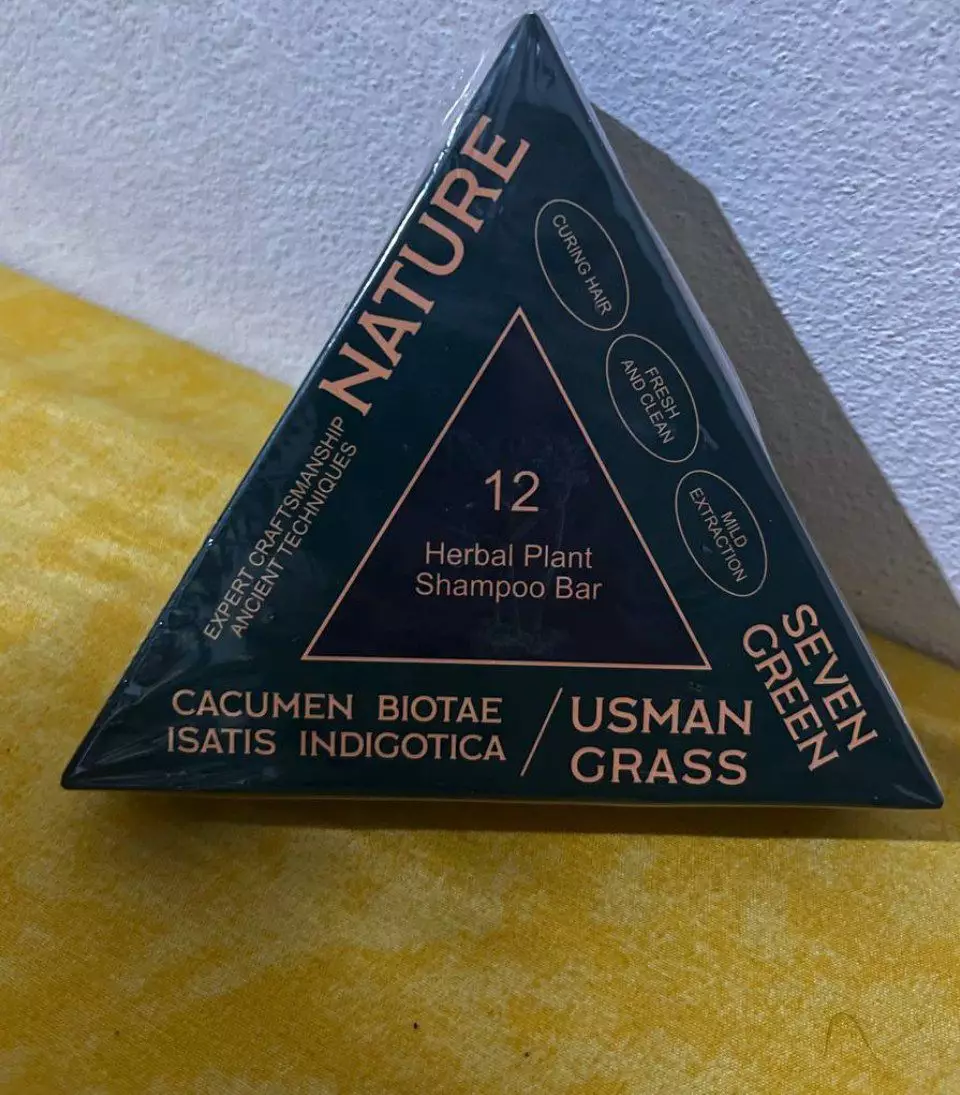 NATURE
EXPERT CRAFTSMANSHIP
ANCIENT TECHNIQUES
CURING HAIR
FRESH
AND CLEAN
MILD
EXTRACTION
12
Herbal Plant
Shampoo Bar
SEVEN
GREEN
CACUMEN BIOTAE
ISATIS INDIGOTICA /
USMAN
GRASS